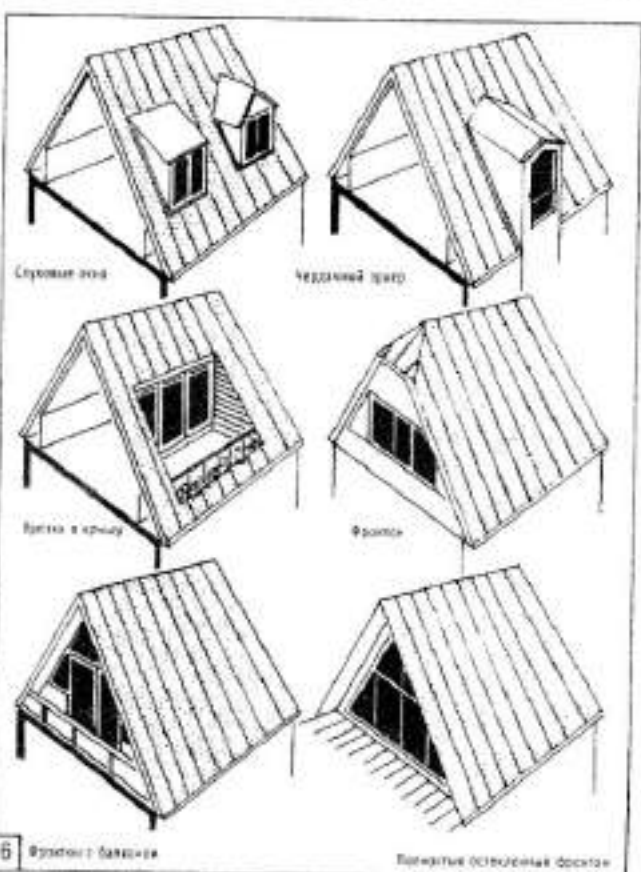 Слуховые окна
Чердачный эркер
Врезка в крышу
Фронтон
6 Фронтон с балконом
Полностью остекленный фронтон